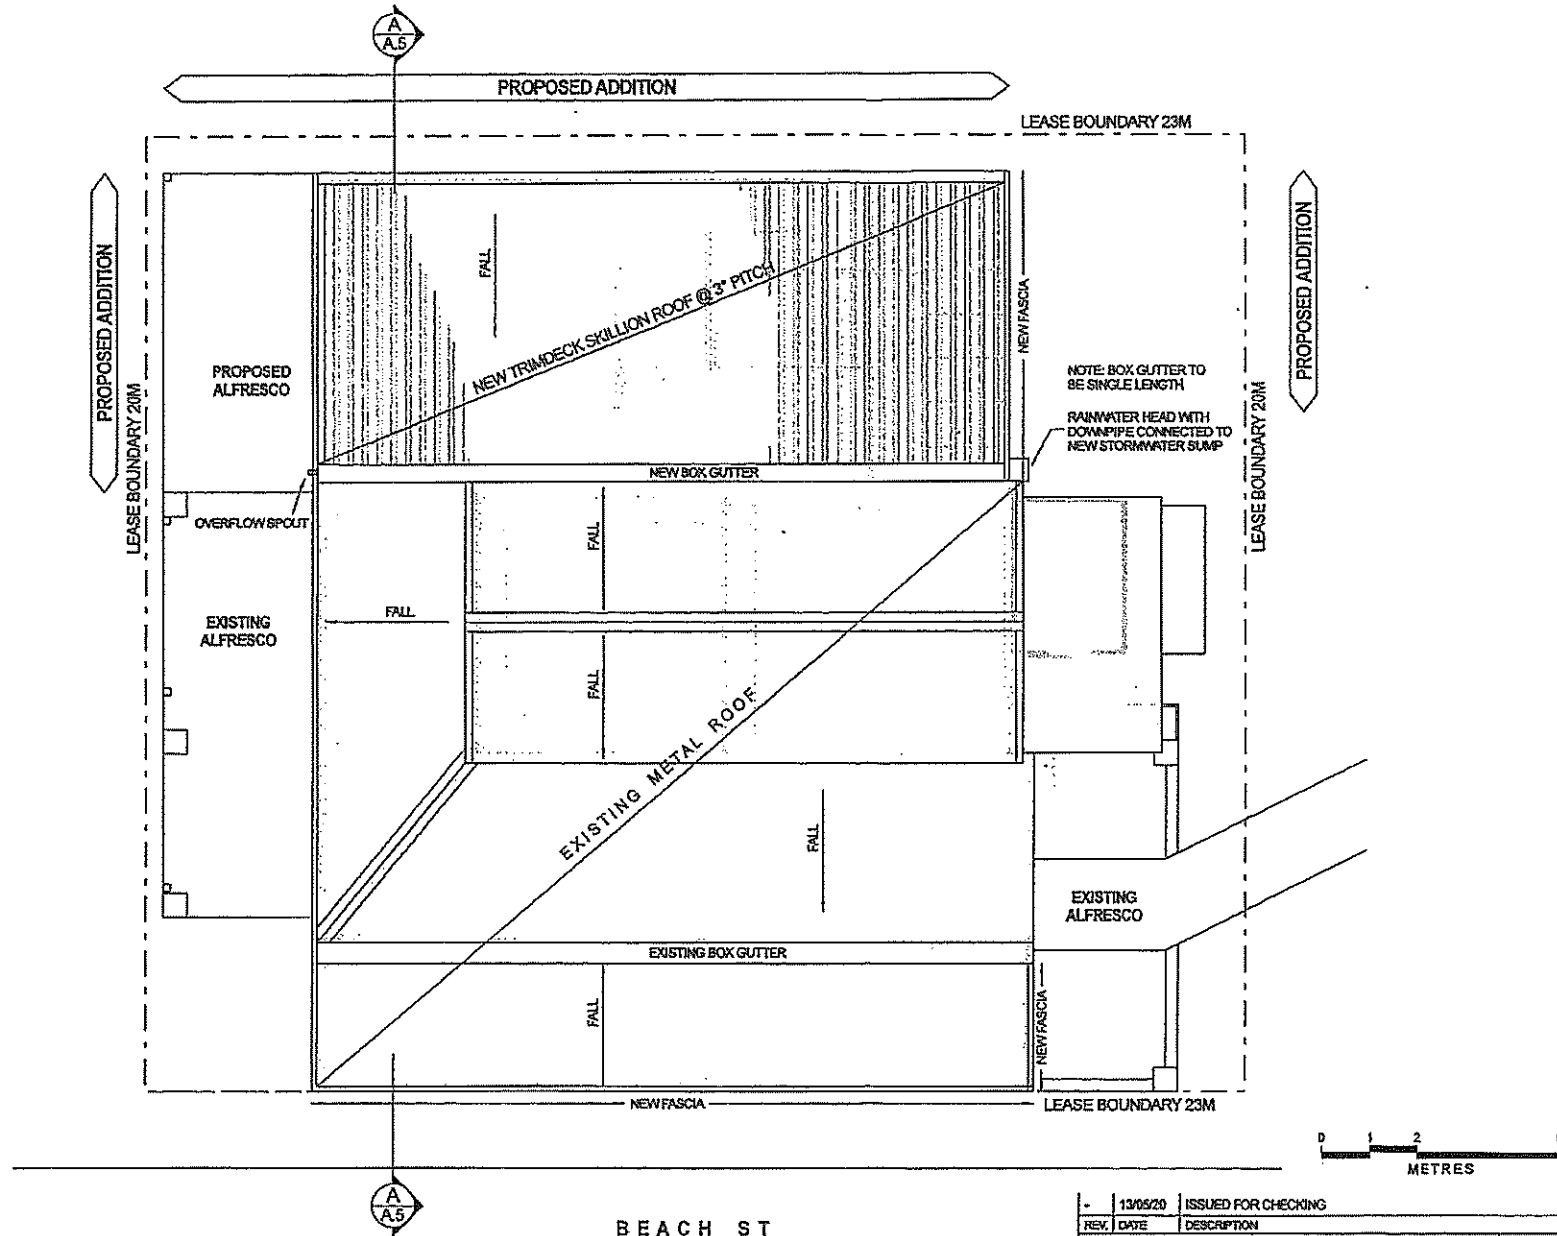 A
A.5
PROPOSED ADDITION
LEASE BOUNDARY 23M
PROPOSED ADDITION
PROPOSED ADDITION
FALL
NEW TRIMDECK SKILLION ROOF @ 3° PITCH
NEW FASCIA
PROPOSED
ALFRESCO
NOTE: BOX GUTTER TO
BE SINGLE LENGTH
RAINWATER HEAD WITH
DOWNPIPE CONNECTED TO
NEW STORMWATER SUMP
LEASE BOUNDARY 20M
LEASE BOUNDARY 20M
NEW BOX GUTTER
OVERFLOW SPOUT
FALL
FALL
EXISTING
ALFRESCO
FALL
EXISTING METAL ROOF
FALL
EXISTING
ALFRESCO
EXISTING BOX GUTTER
FALL
NEW FASCIA
NEW FASCIA
LEASE BOUNDARY 23M
0 1 2
METRES
A
A.5
BEACH ST
- 13/05/20 ISSUED FOR CHECKING
REV. DATE DESCRIPTION